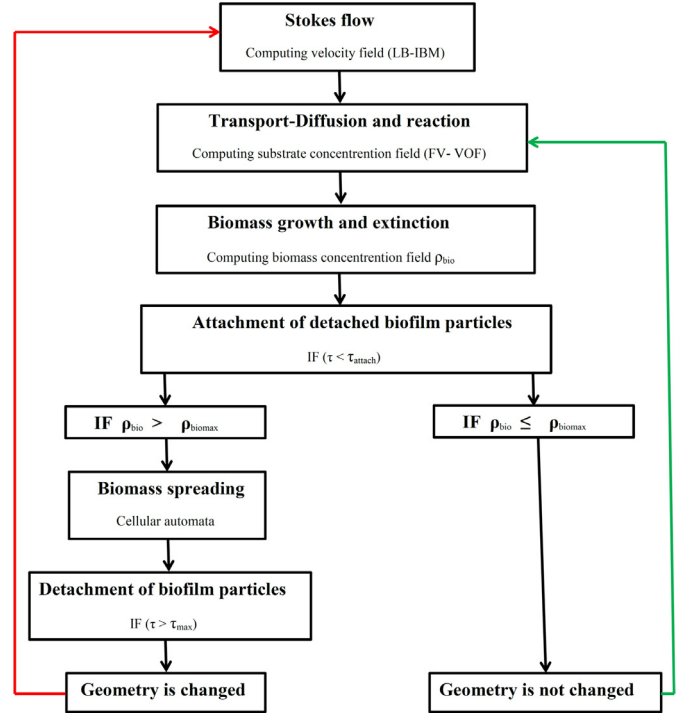 Stokes flow
Computing velocity field (LB-IBM)
Transport-Diffusion and reaction
Computing substrate concentrention field (FV- VOF)
Biomass growth and extinction
Computing biomass concentrention field ρbio
Attachment of detached biofilm particles
IF (τ < τattach)
IF ρbio > ρbiomax
IF ρbio ≤ ρbiomax
Biomass spreading
Cellular automata
Detachment of biofilm particles
IF (τ > τmax)
Geometry is changed
Geometry is not changed